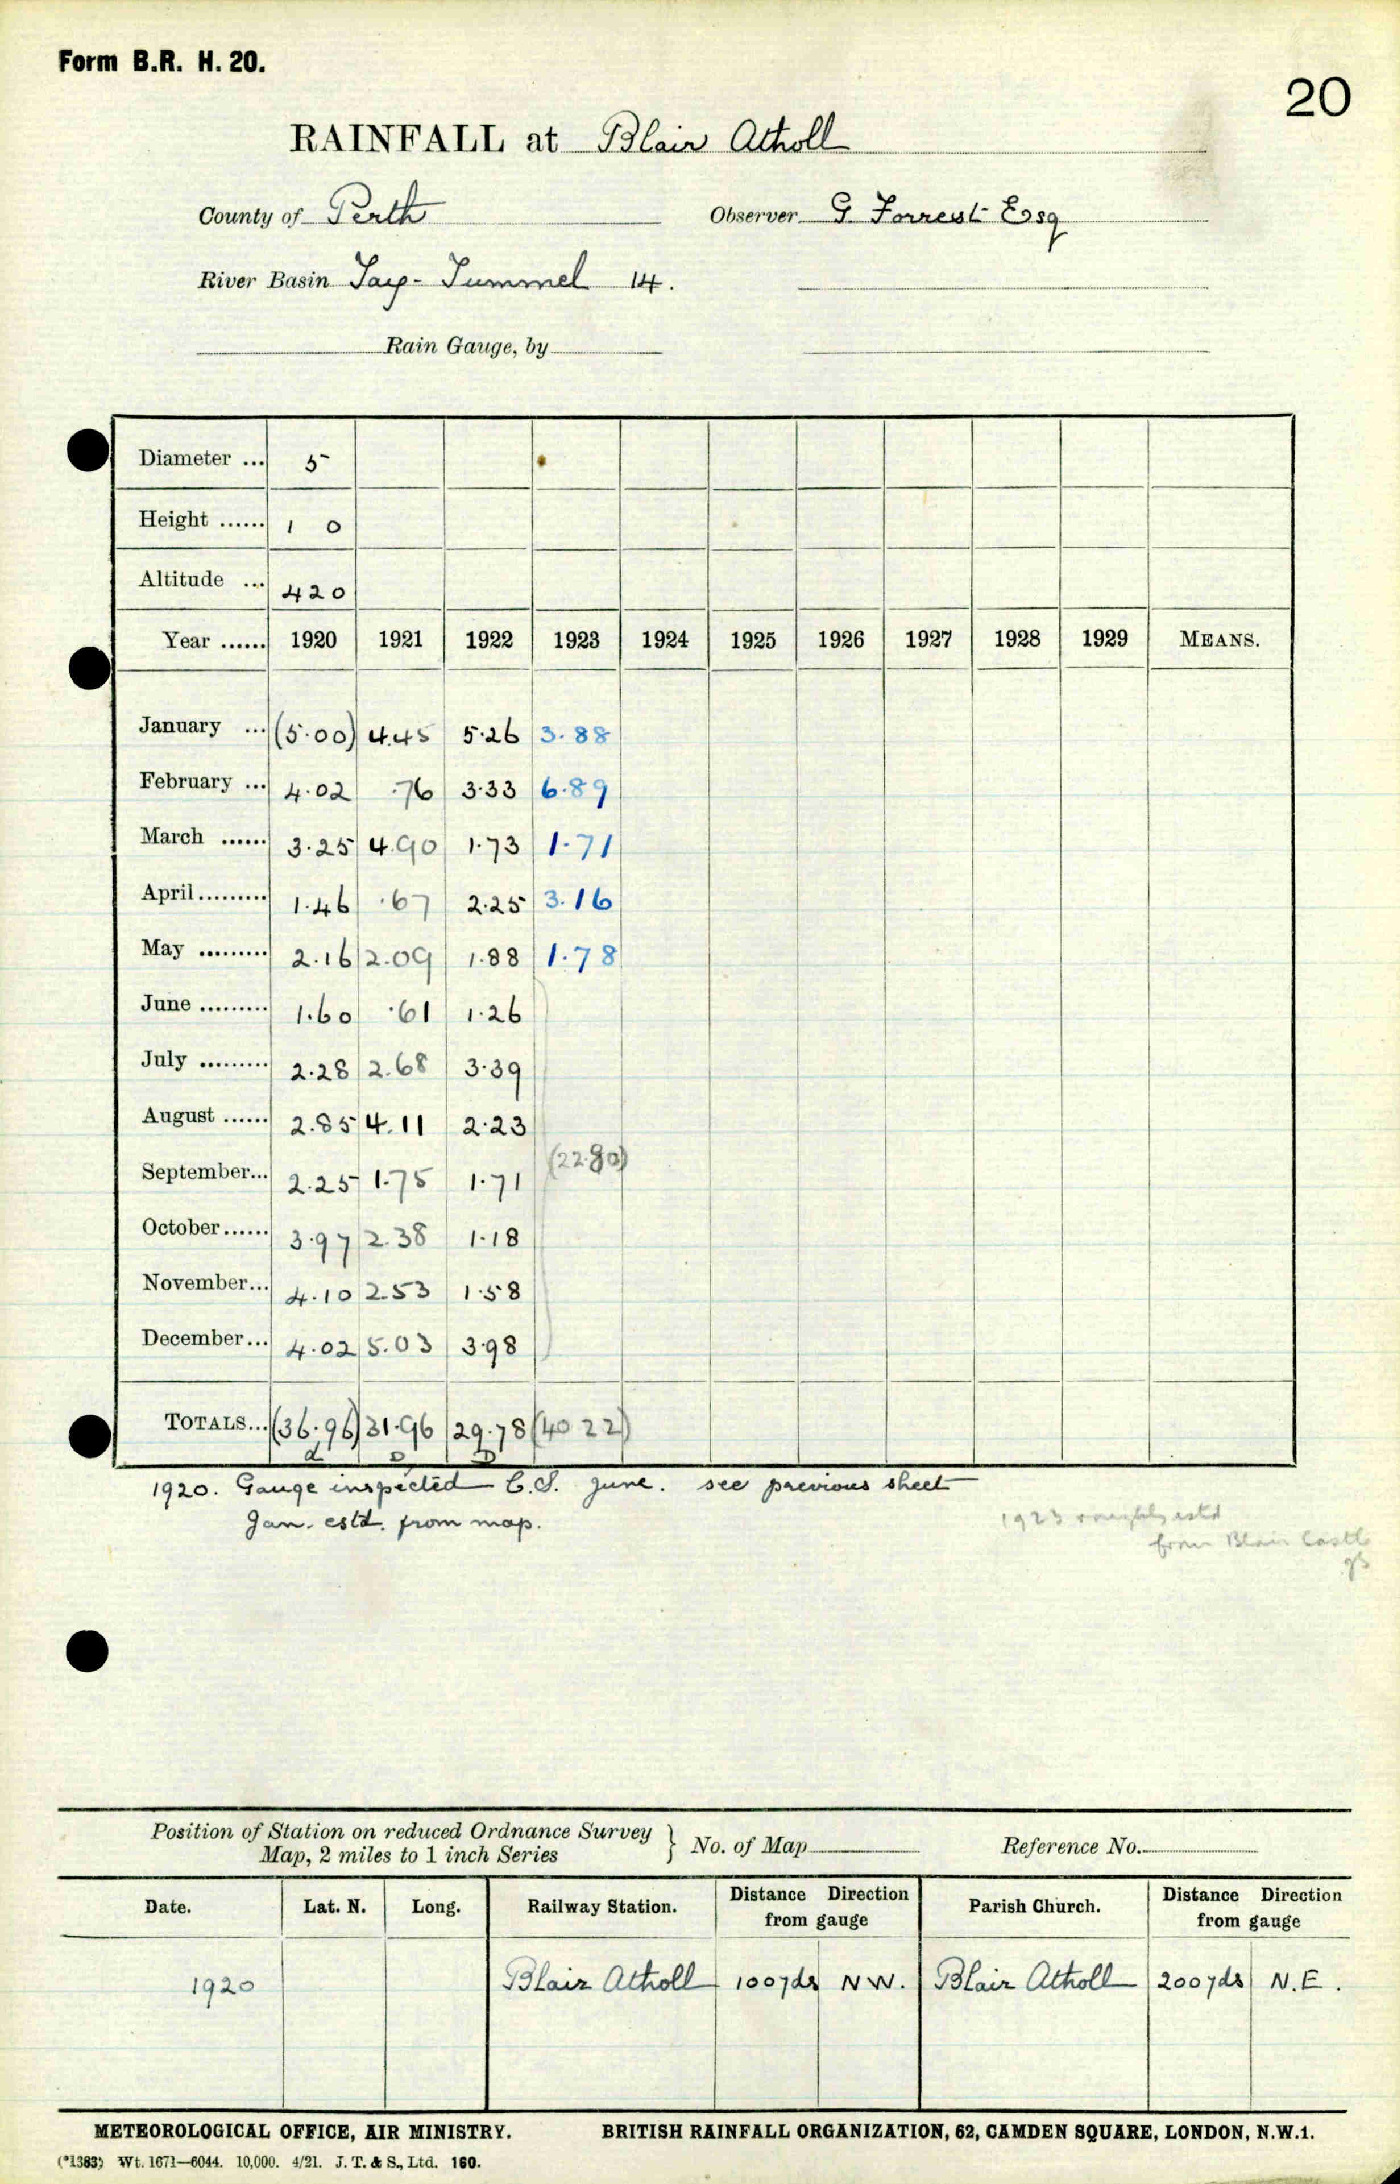 Form B.R. H. 20.
20
RAINFALL at Blair Atholl
County of Perth Observer G. Forrest Esq
River Basin Tay - Tummel 14.
Rain Gauge, by
Diameter ... 5
Height ...... 1 0
Altitude ... 420
Year ...... 1920 1921 1922 1923 1924 1925 1926 1927 1928 1929 MEANS.
January ... (5.00) 4.45 5.26 3.88
February ... 4.02 .76 3.33 6.89
March ...... 3.25 4.90 1.73 1.71
April ......... 1.46 .67 2.25 3.16
May ......... 2.16 2.09 1.88 1.78
June ......... 1.60 .61 1.26
July ......... 2.28 2.68 3.39
August ...... 2.85 4.11 2.23
(22.80)
September... 2.25 1.75 1.71
October...... 3.97 2.38 1.18
November... 4.10 2.53 1.58
December... 4.02 5.03 3.98
TOTALS... (36.96) 31.96 29.78 (40.22)
d D D
1920. Gauge inspected C.S. June. see previous sheet
Jan. estd. from map.
1923 roughly estd
from Blair Castle
Position of Station on reduced Ordnance Survey
Map, 2 miles to 1 inch Series } No. of Map Reference No.
Date. Lat. N. Long. Railway Station. Distance Direction from gauge Parish Church. Distance Direction from gauge
1920 Blair Atholl 100yds NW. Blair Atholl 200yds N.E.
METEOROLOGICAL OFFICE, AIR MINISTRY. BRITISH RAINFALL ORGANIZATION, 62, CAMDEN SQUARE, LONDON, N.W.1.
(*1383) Wt. 1671—6044. 10,000. 4/21. J. T. & S., Ltd. 160.